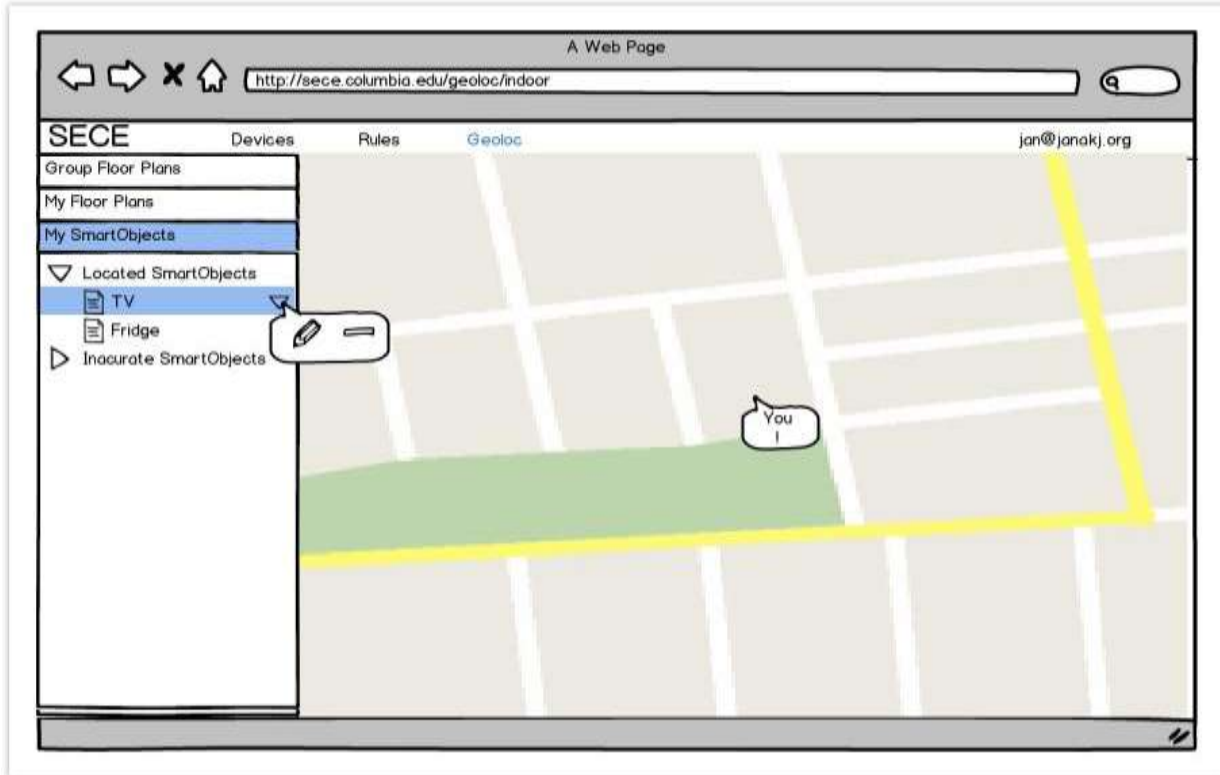 A Web Page
http://sece.columbia.edu/geoloc/indoor
SECE Devices Rules Geoloc jan@janakj.org
Group Floor Plans
My Floor Plans
My SmartObjects
Located SmartObjects
TV
Fridge
Inacurate SmartObjects
You
!